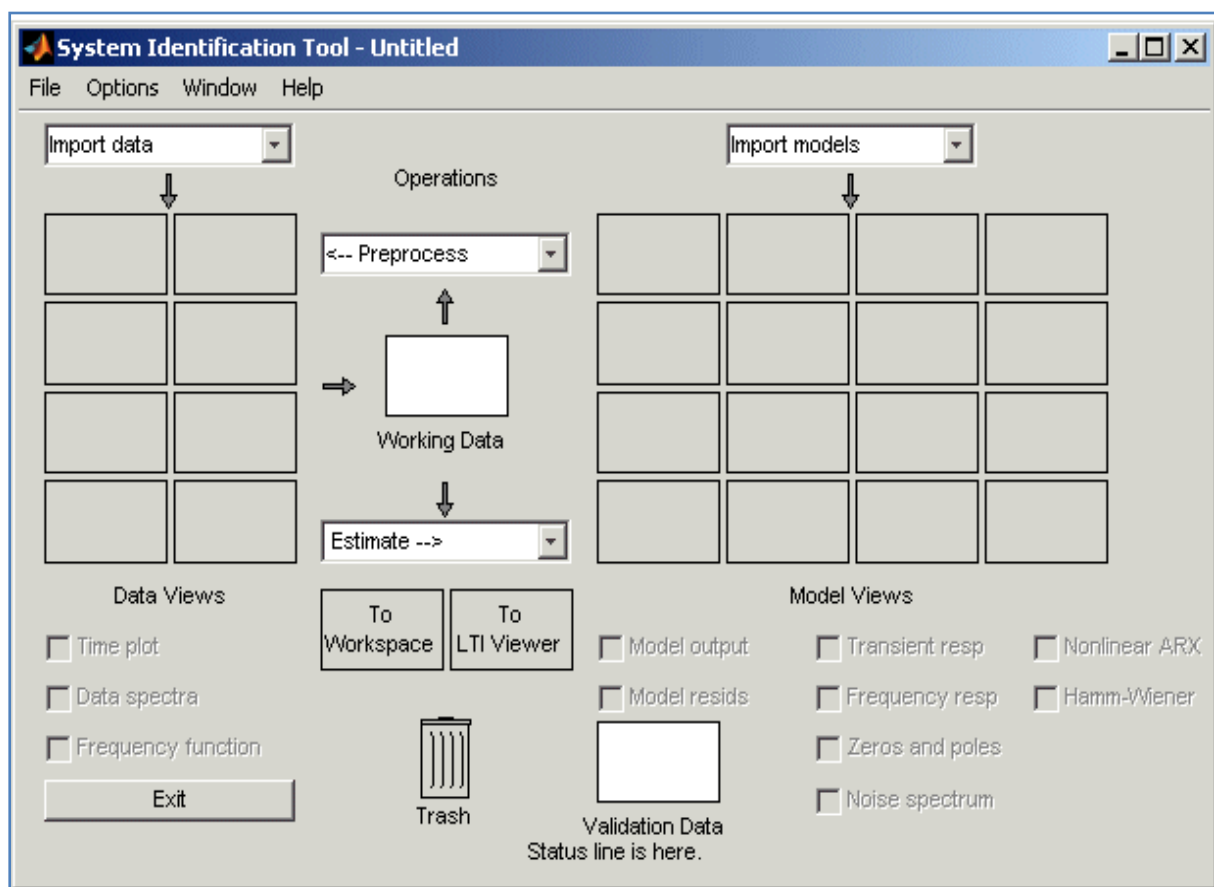 System Identification Tool - Untitled
File Options Window Help
Import data
Import models
Operations
<-- Preprocess
Working Data
Estimate -->
Data Views
Model Views
To
Workspace
To
LTI Viewer
Time plot
Data spectra
Frequency function
Model output
Model resids
Transient resp
Frequency resp
Zeros and poles
Noise spectrum
Nonlinear ARX
Hamm-Wiener
Exit
Trash
Validation Data
Status line is here.